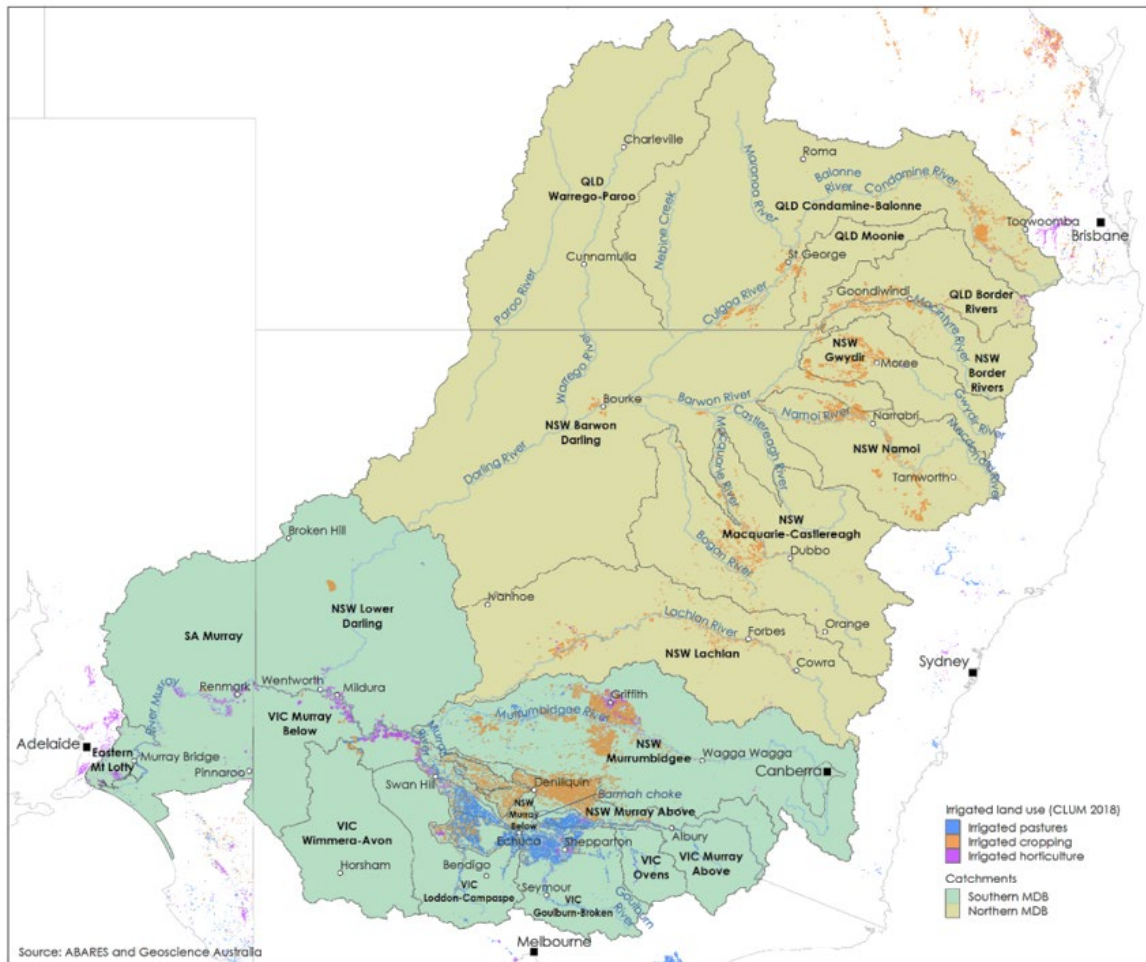 Charleville
Roma
Maranoa River
Balonne
River
Condamine River
QLD
Warrego-Paroo
Nebine Creek
QLD Condamine-Balonne
Toowoomba
Brisbane
QLD Moonie
St George
Cunnamulla
Paroo River
Culgoa River
Goondiwindi
QLD Border
Rivers
MacIntyre River
Warrego River
NSW
Gwydir
Moree
NSW
Border
Rivers
Bourke
Barwon River
Namoi River
Narrabri
Gwydir River
NSW Barwon
Darling
Castlereagh River
Macquarie River
NSW Namoi
Macdonald River
Darling River
Tamworth
Broken Hill
NSW
Macquarie-Castlereagh
Bogan River
Dubbo
Ivanhoe
NSW Lower
Darling
Lachlan River
Forbes
Orange
SA Murray
NSW Lachlan
Cowra
Sydney
Renmark
Wentworth
Mildura
Griffith
River Murray
VIC Murray
Below
Murrumbidgee River
Murray
River
NSW
Murrumbidgee
Wagga Wagga
Adelaide
Eastern
Mt Lofty
Murray Bridge
Pinnaroo
Canberra
Swan Hill
Deniliquin
Barmah choke
NSW
Murray
Below
NSW Murray Above
VIC
Wimmera-Avon
Echuca
Shepparton
Albury
Horsham
Bendigo
VIC
Loddon-Campaspe
VIC
Ovens
VIC Murray
Above
Seymour
VIC
Goulburn-Broken
Goulburn
River
Melbourne
Irrigated land use (CLUM 2018)
Irrigated pastures
Irrigated cropping
Irrigated horticulture
Catchments
Southern MDB
Northern MDB
Source: ABARES and Geoscience Australia